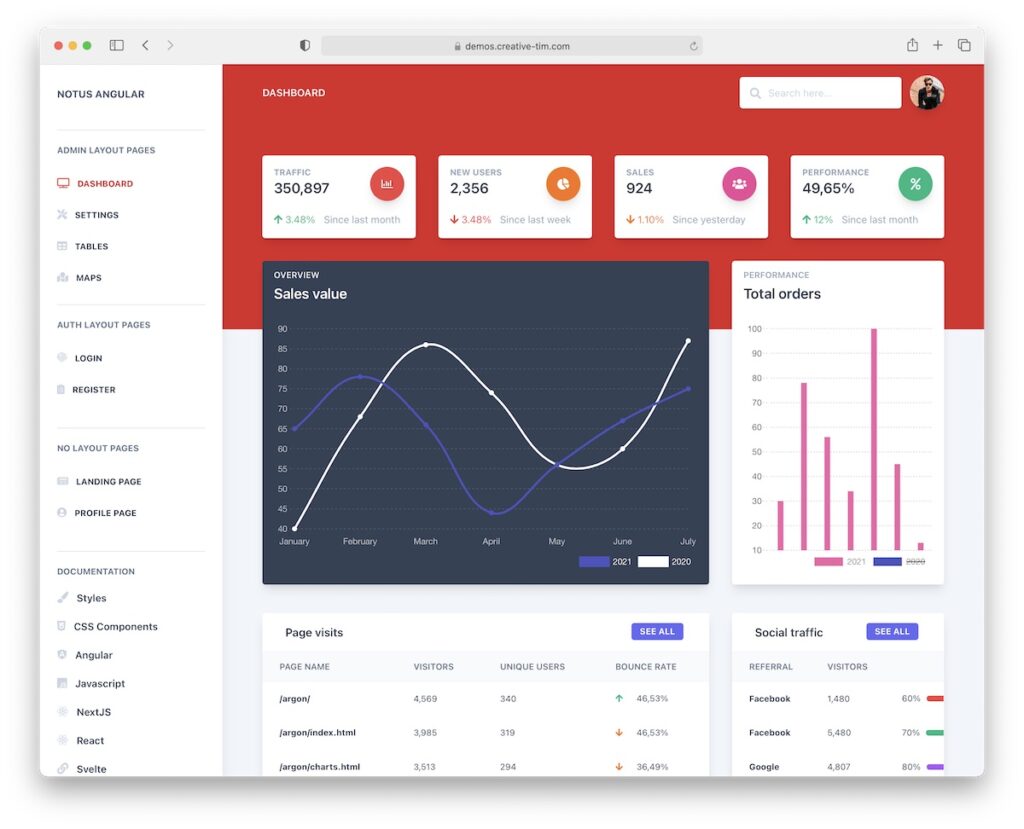 demos.creative-tim.com
NOTUS ANGULAR
ADMIN LAYOUT PAGES
DASHBOARD
SETTINGS
TABLES
MAPS
AUTH LAYOUT PAGES
LOGIN
REGISTER
NO LAYOUT PAGES
LANDING PAGE
PROFILE PAGE
DOCUMENTATION
Styles
CSS Components
Angular
Javascript
NextJS
React
Svelte
DASHBOARD
Search here...
TRAFFIC
350,897
3.48% Since last month
NEW USERS
2,356
3.48% Since last week
SALES
924
1.10% Since yesterday
PERFORMANCE
49,65%
%
12% Since last month
OVERVIEW
Sales value
90
85
80
75
70
65
60
55
50
45
40
January February March April May June July
2021 2020
PERFORMANCE
Total orders
100
90
80
70
60
50
40
30
20
10
2021 2020
Page visits SEE ALL
PAGE NAME VISITORS UNIQUE USERS BOUNCE RATE
/argon/ 4,569 340 46,53%
/argon/index.html 3,985 319 46,53%
/argon/charts.html 3,513 294 36,49%
Social traffic SEE ALL
REFERRAL VISITORS
Facebook 1,480 60%
Facebook 5,480 70%
Google 4,807 80%